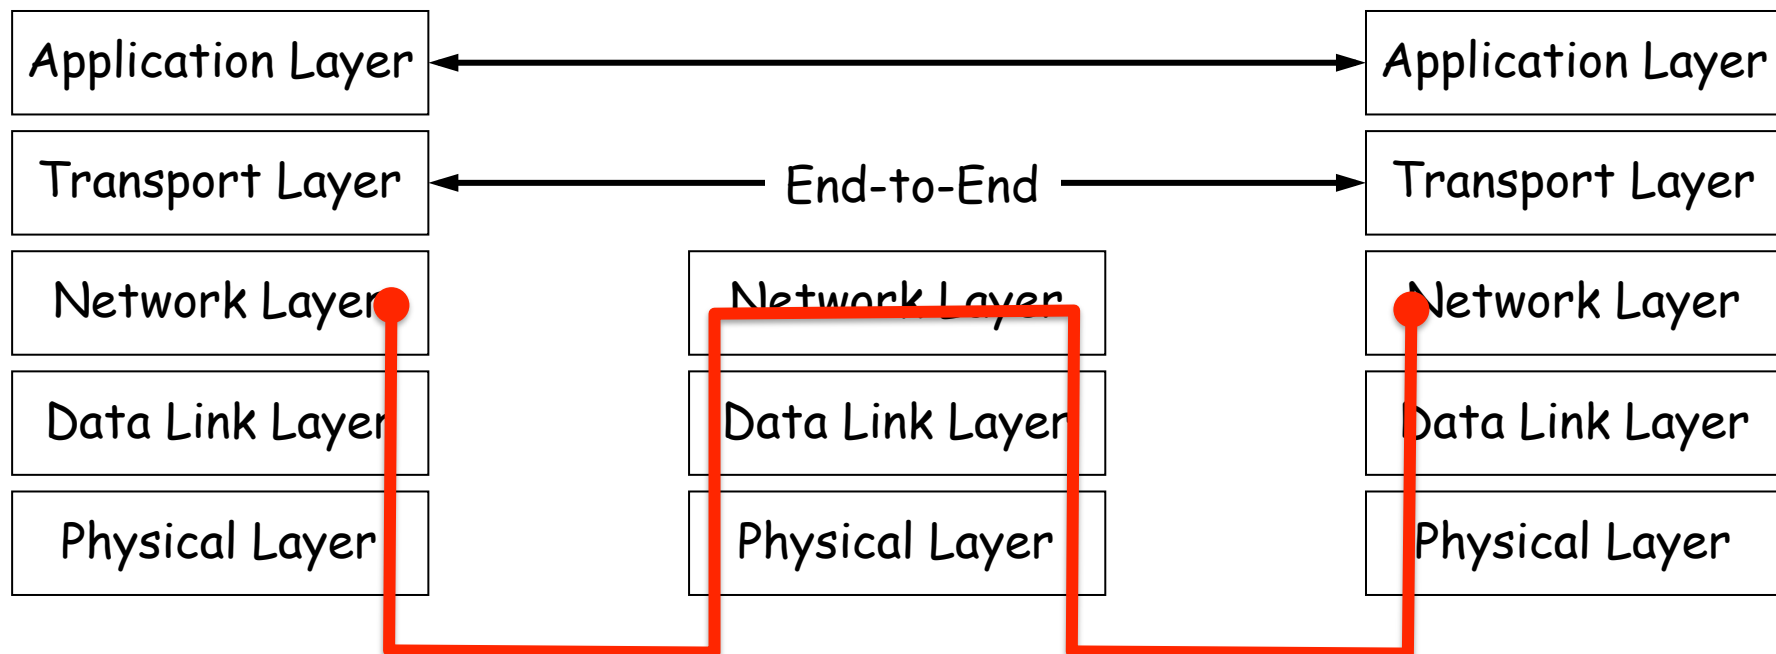 Application Layer
Application Layer
Transport Layer
End-to-End
Transport Layer
Network Layer
Network Layer
Network Layer
Data Link Layer
Data Link Layer
Data Link Layer
Physical Layer
Physical Layer
Physical Layer